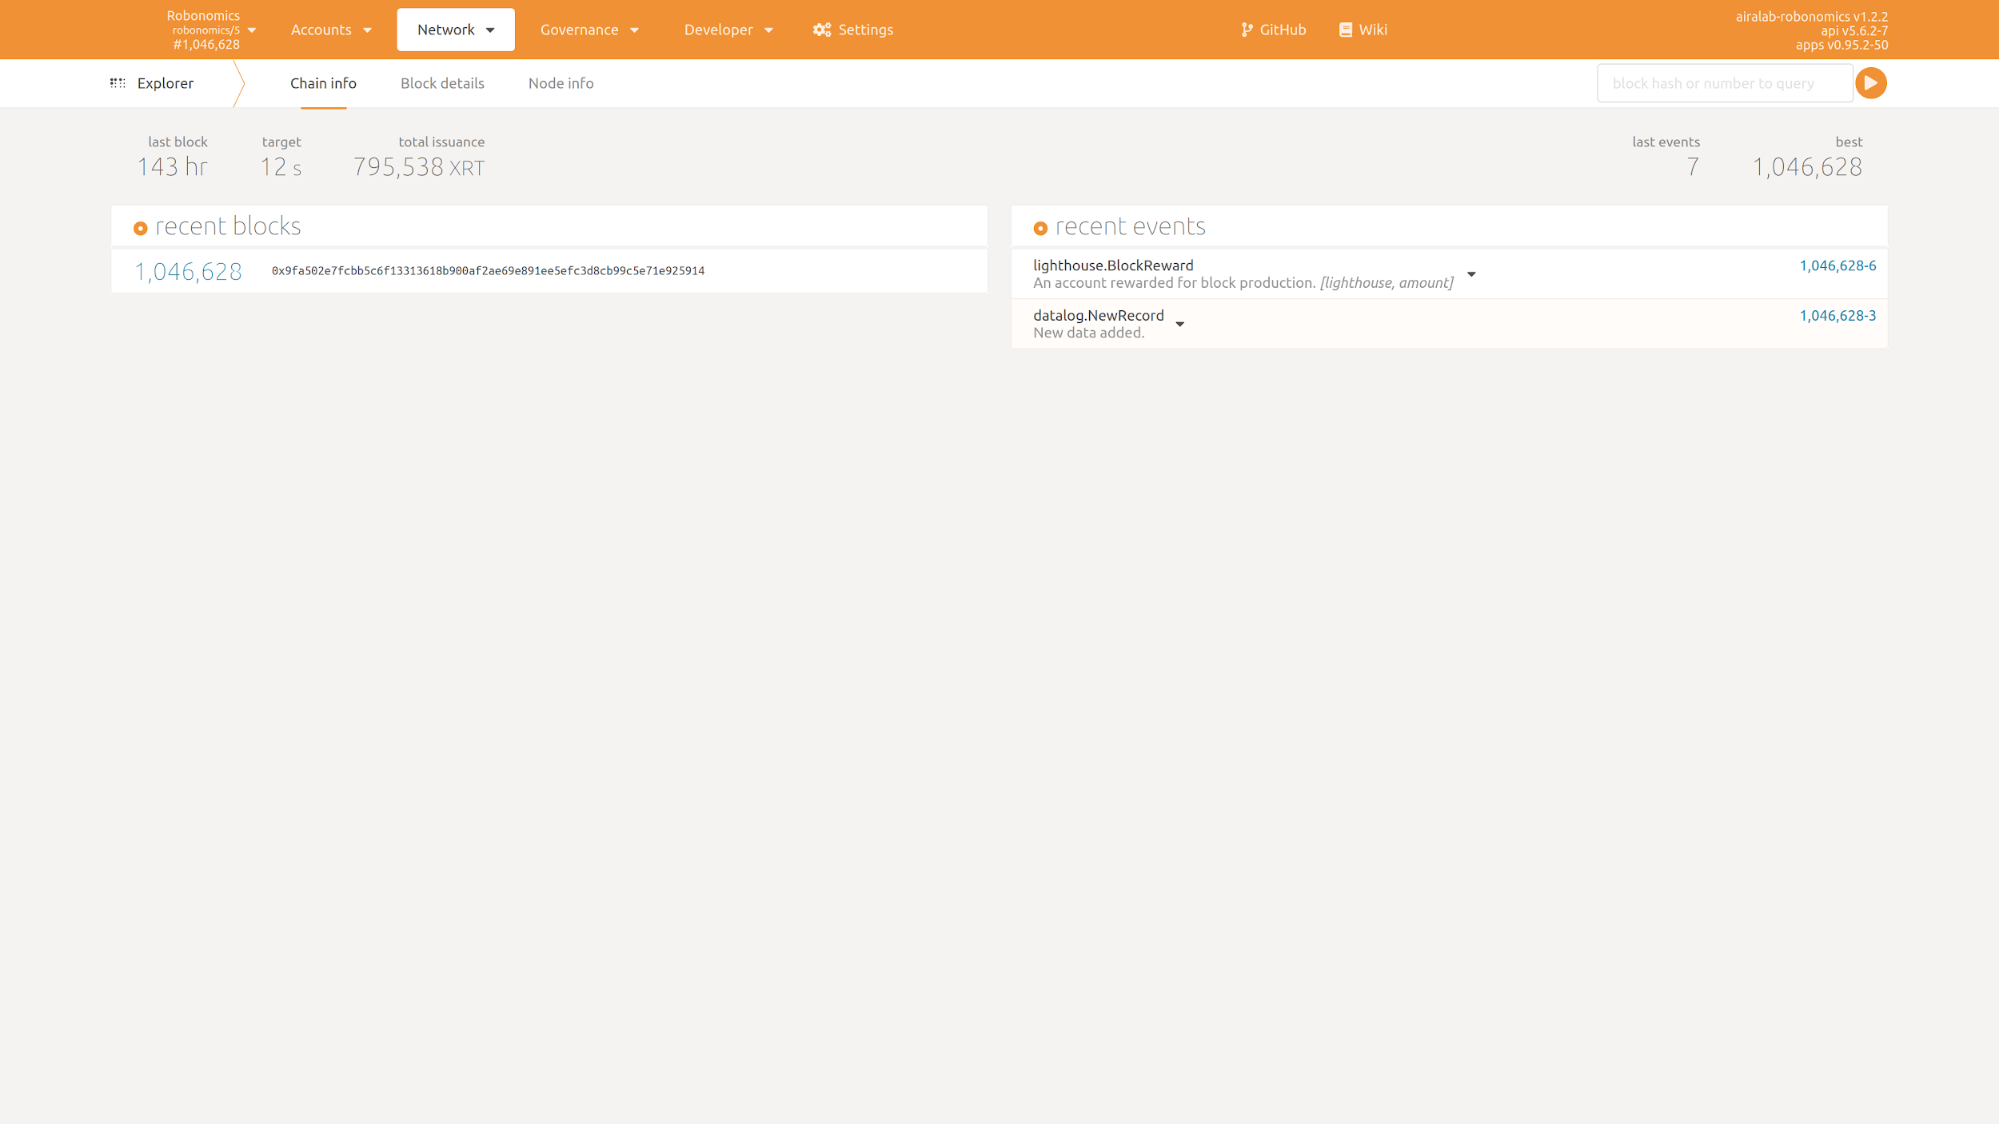 Robonomics
robonomics/5
#1,046,628
Accounts
Network
Governance
Developer
Settings
GitHub
Wiki
airalab-robonomics v1.2.2
api v5.6.2-7
apps v0.95.2-50
Explorer
Chain info
Block details
Node info
block hash or number to query
last block
143 hr
target
12 s
total issuance
795,538 XRT
last events
7
best
1,046,628
recent blocks
1,046,628 0x9fa502e7fcbb5c6f13313618b900af2ae69e891ee5efc3d8cb99c5e71e925914
recent events
lighthouse.BlockReward 1,046,628-6
An account rewarded for block production. [lighthouse, amount]
datalog.NewRecord 1,046,628-3
New data added.